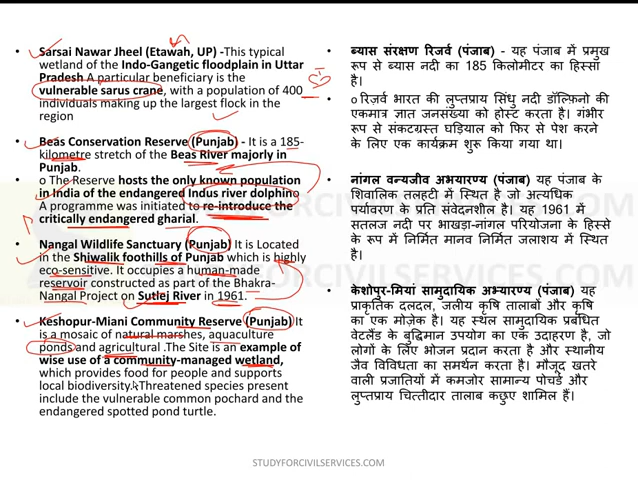 • Sarsai Nawar Jheel (Etawah, UP) -This typical
wetland of the Indo-Gangetic floodplain in Uttar
Pradesh A particular beneficiary is the
vulnerable sarus crane, with a population of 400
individuals making up the largest flock in the
region
• Beas Conservation Reserve (Punjab) - It is a 185-
kilometre stretch of the Beas River majorly in
Punjab.
• o The Reserve hosts the only known population
in India of the endangered Indus river dolphino
A programme was initiated to re-introduce the
critically endangered gharial.
• Nangal Wildlife Sanctuary (Punjab) It is Located
in the Shiwalik foothills of Punjab which is highly
eco-sensitive. It occupies a human-made
reservoir constructed as part of the Bhakra-
Nangal Project on Sutlej River in 1961.
• Keshopur-Miani Community Reserve (Punjab) It
is a mosaic of natural marshes, aquaculture
ponds and agricultural .The Site is an example of
wise use of a community-managed wetland,
which provides food for people and supports
local biodiversity. Threatened species present
include the vulnerable common pochard and the
endangered spotted pond turtle.
• ब्यास संरक्षण रिजर्व (पंजाब) - यह पंजाब में प्रमुख
रूप से ब्यास नदी का 185 किलोमीटर का हिस्सा
है।
• o रिज़र्व भारत की लुप्तप्राय सिंधु नदी डॉल्फ़िनो की
एकमात्र ज्ञात जनसंख्या को होस्ट करता है। गंभीर
रूप से संकटग्रस्त घड़ियाल को फिर से पेश करने
के लिए एक कार्यक्रम शुरू किया गया था।
• नांगल वन्यजीव अभयारण्य (पंजाब) यह पंजाब के
शिवालिक तलहटी में स्थित है जो अत्यधिक
पर्यावरण के प्रति संवेदनशील है। यह 1961 में
सतलज नदी पर भाखड़ा-नांगल परियोजना के हिस्से
के रूप में निर्मित मानव निर्मित जलाशय में स्थित
है।
• केशोपुर-मियां सामुदायिक अभ्यारण्य (पंजाब) यह
प्राकृतिक दलदल, जलीय कृषि तालाबों और कृषि
का एक मोज़ेक है। यह स्थल सामुदायिक प्रबंधित
वेटलैंड के बुद्धिमान उपयोग का एक उदाहरण है, जो
लोगों के लिए भोजन प्रदान करता है और स्थानीय
जैव विविधता का समर्थन करता है। मौजूद खतरे
वाली प्रजातियों में कमजोर सामान्य पोचर्ड और
लुप्तप्राय चित्तीदार तालाब कछुए शामिल हैं।
STUDYFORCIVILSERVICES.COM